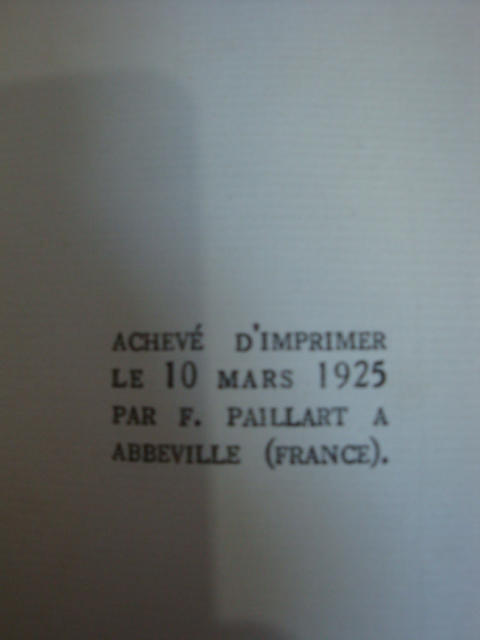 ACHEVÉ D'IMPRIMER
LE 10 MARS 1925
PAR F. PAILLART A
ABBEVILLE (FRANCE).